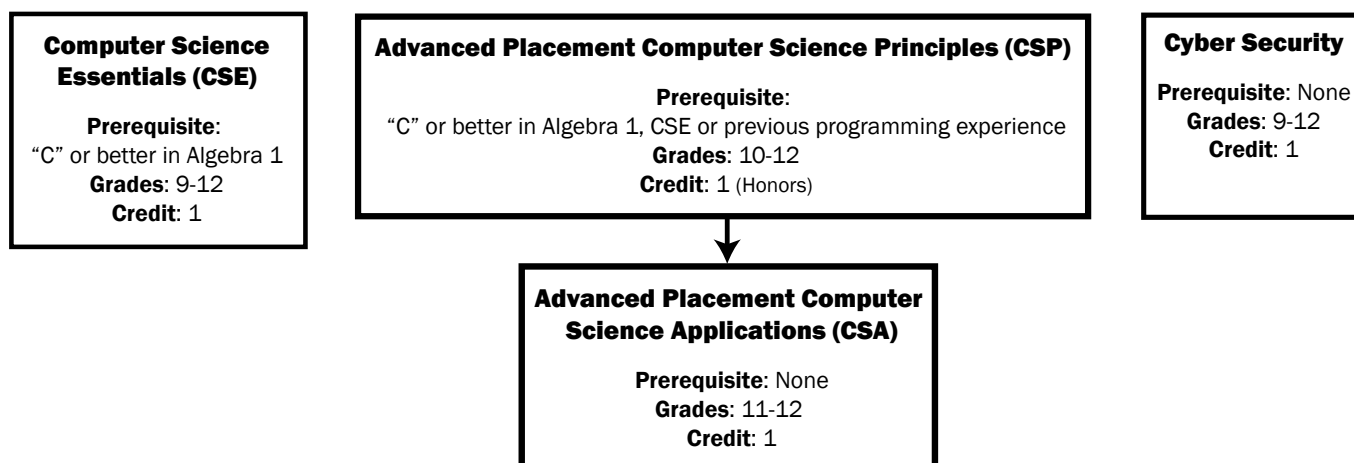 Computer Science
Essentials (CSE)
Prerequisite:
“C” or better in Algebra 1
Grades: 9-12
Credit: 1
Advanced Placement Computer Science Principles (CSP)
Prerequisite:
“C” or better in Algebra 1, CSE or previous programming experience
Grades: 10-12
Credit: 1 (Honors)
Cyber Security
Prerequisite: None
Grades: 9-12
Credit: 1
Advanced Placement Computer
Science Applications (CSA)
Prerequisite: None
Grades: 11-12
Credit: 1